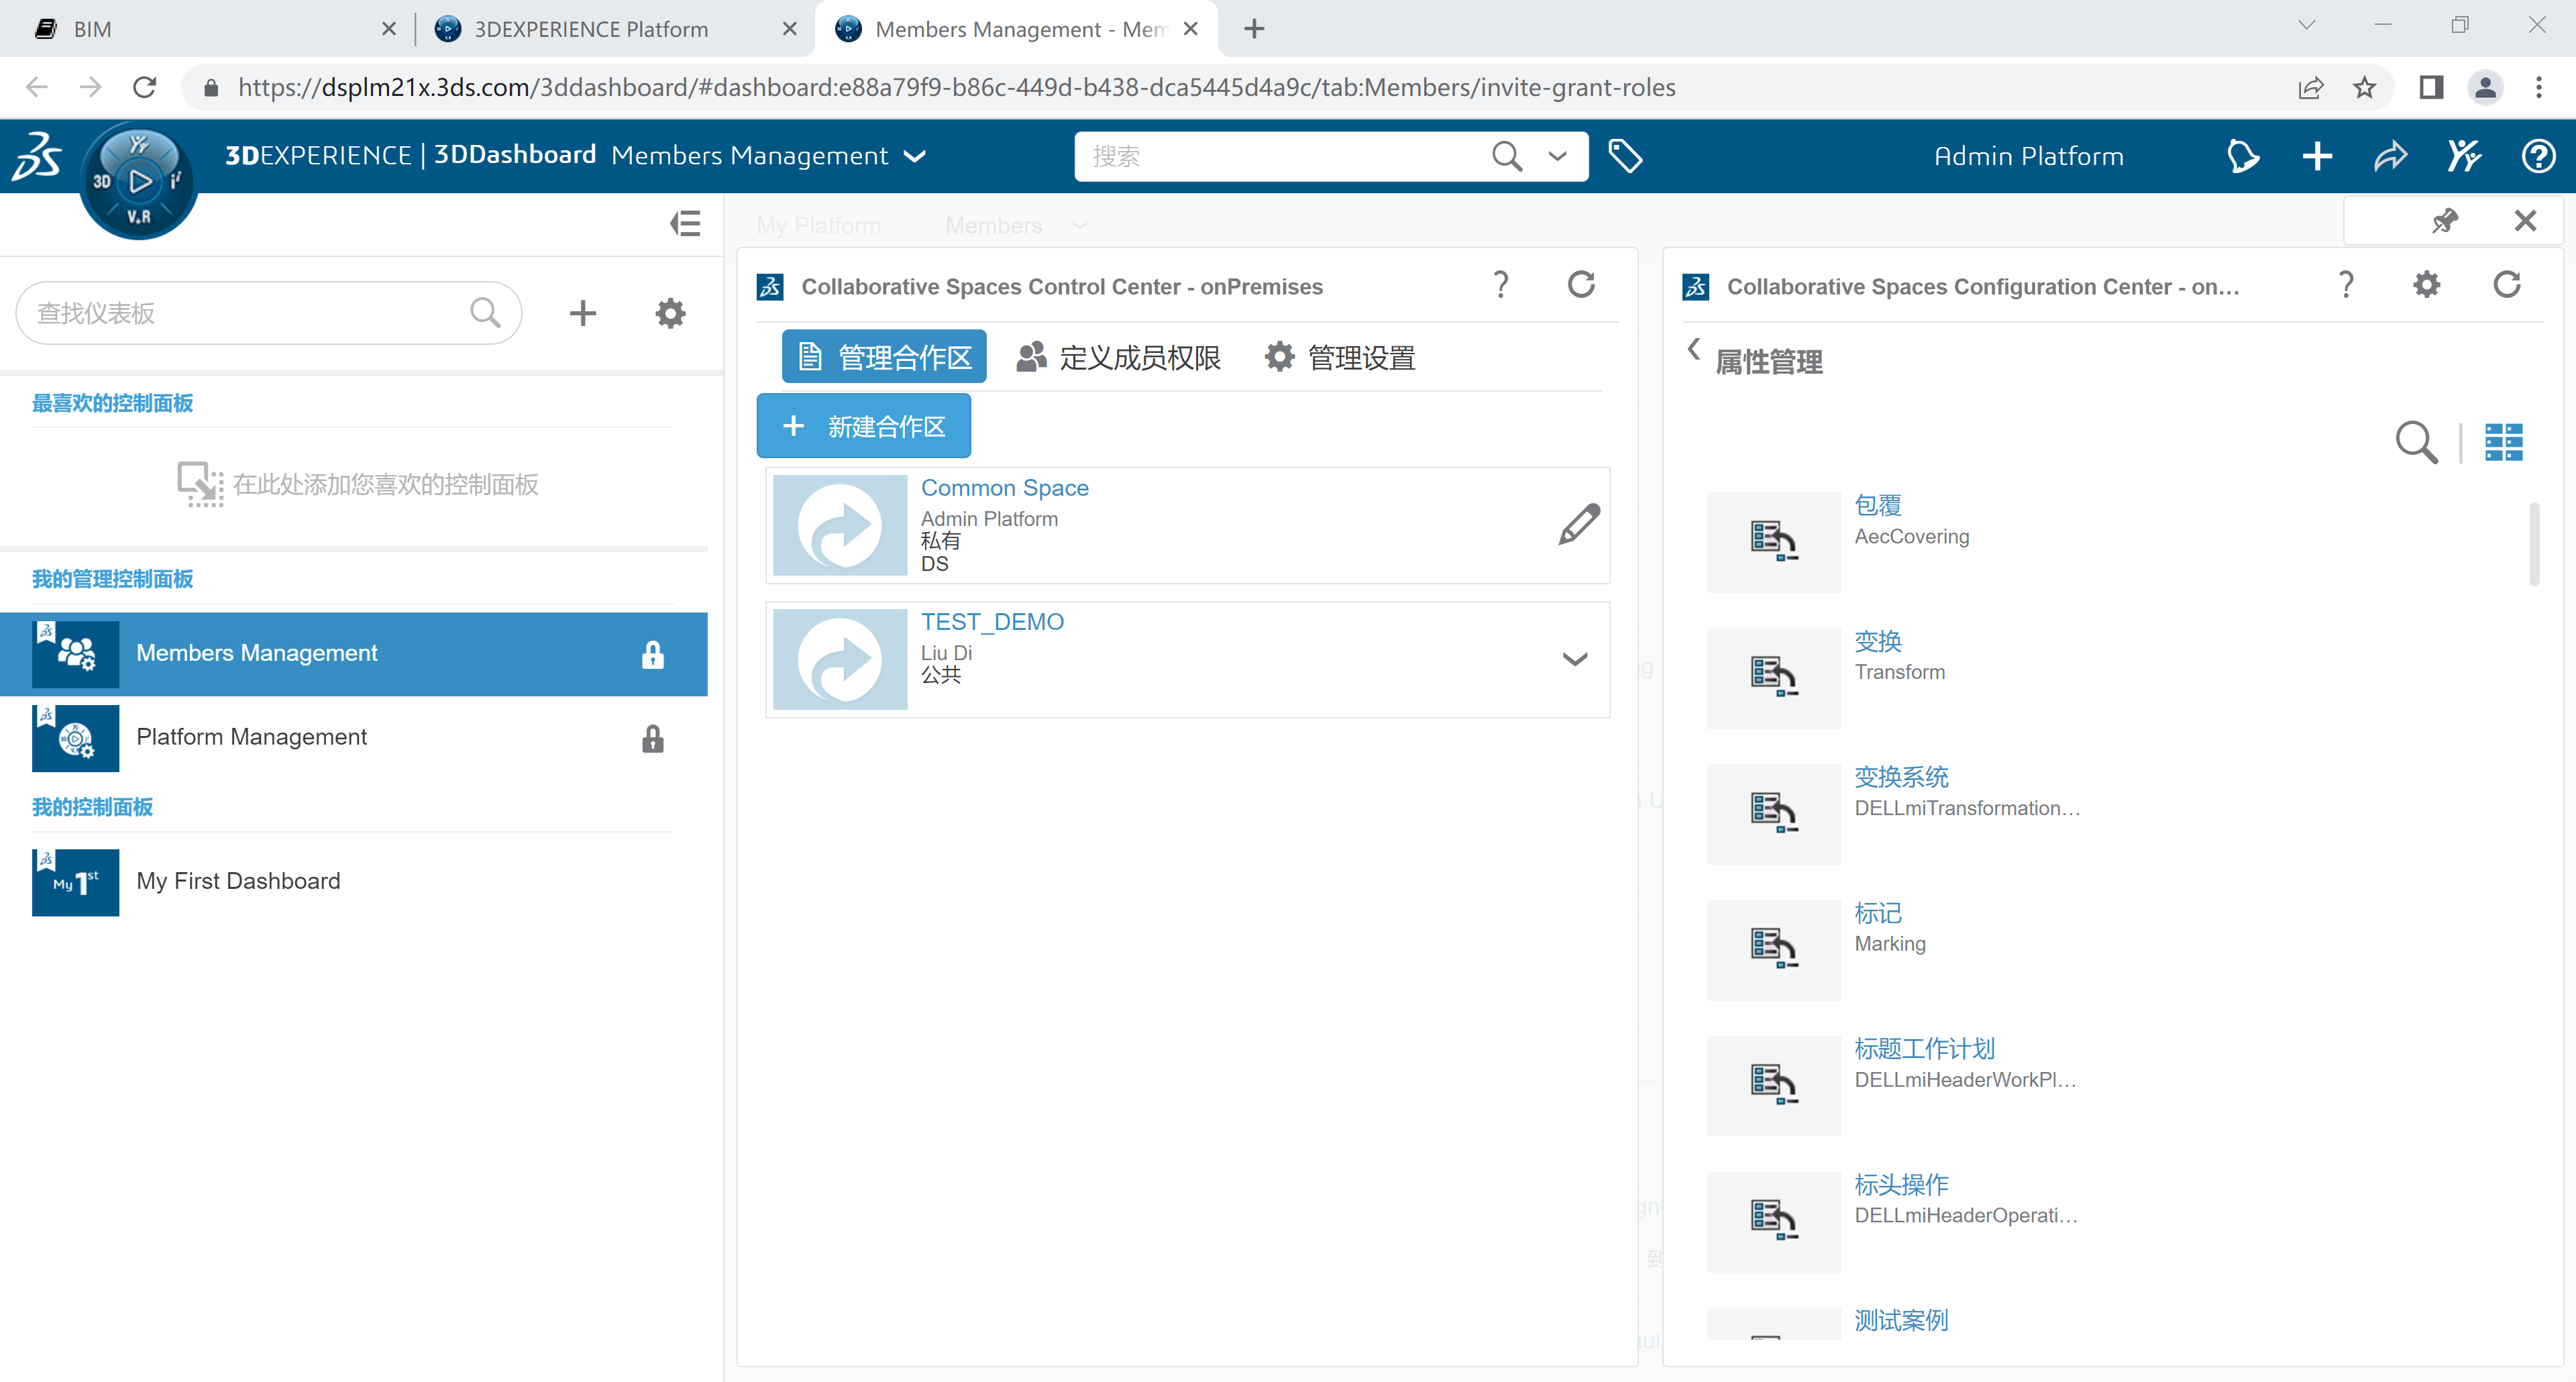 BIM
3DEXPERIENCE Platform
Members Management - Mem
https://dsplm21x.3ds.com/3ddashboard/#dashboard:e88a79f9-b86c-449d-b438-dca5445d4a9c/tab:Members/invite-grant-roles
3DEXPERIENCE | 3DDashboard Members Management
搜索
Admin Platform
3D
V+R
My Platform
Members
查找仪表板
最喜欢的控制面板
在此处添加您喜欢的控制面板
我的管理控制面板
Members Management
Platform Management
我的控制面板
My 1st
My First Dashboard
Collaborative Spaces Control Center - onPremises
管理合作区
定义成员权限
管理设置
新建合作区
Common Space
Admin Platform
私有
DS
TEST_DEMO
Liu Di
公共
Collaborative Spaces Configuration Center - on...
属性管理
包覆
AecCovering
变换
Transform
变换系统
DELLmiTransformation...
标记
Marking
标题工作计划
DELLmiHeaderWorkPl...
标头操作
DELLmiHeaderOperati...
测试案例